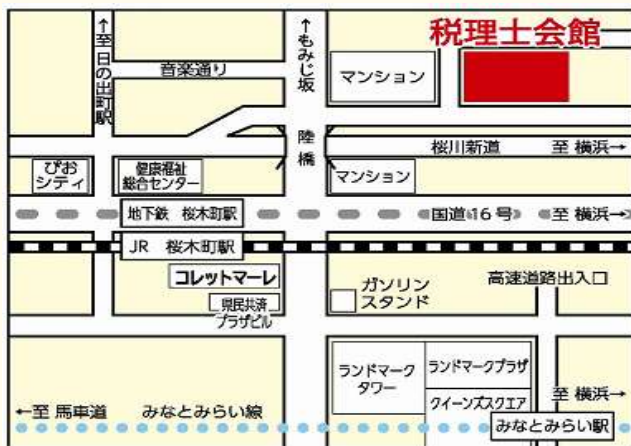 税理士会館
↑至 日の出町駅
↑もみじ坂
音楽通り
マンション
陸橋
桜川新道
至 横浜→
ぴお
シティ
健康福祉
総合センター
マンション
地下鉄 桜木町駅
国道16号
至 横浜→
JR 桜木町駅
コレットマーレ
県民共済
プラザビル
ガソリン
スタンド
高速道路出入口
ランドマーク
タワー
ランドマークプラザ
クイーンズスクエア
至 横浜→
←至 馬車道
みなとみらい線
みなとみらい駅